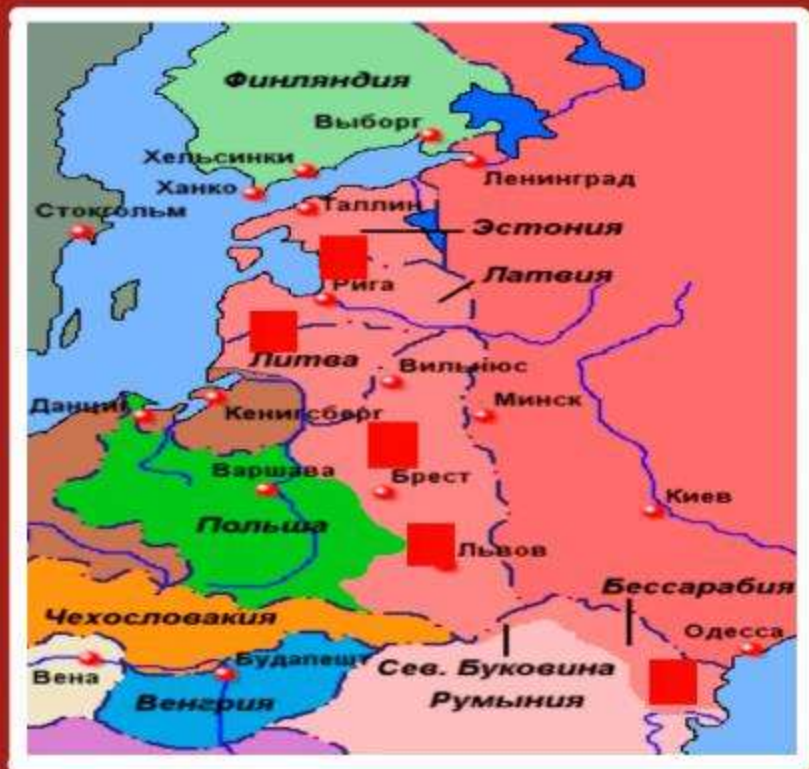 Финляндия
Выборг
Хельсинки
Ленинград
Ханко
Таллин
Стокгольм
Эстония
Латвия
Рига
Литва
Вильнюс
Данциг
Кенигсберг
Минск
Варшава
Брест
Киев
Польша
Львов
Бессарабия
Чехословакия
Одесса
Будапешт
Сев. Буковина
Вена
Венгрия
Румыния